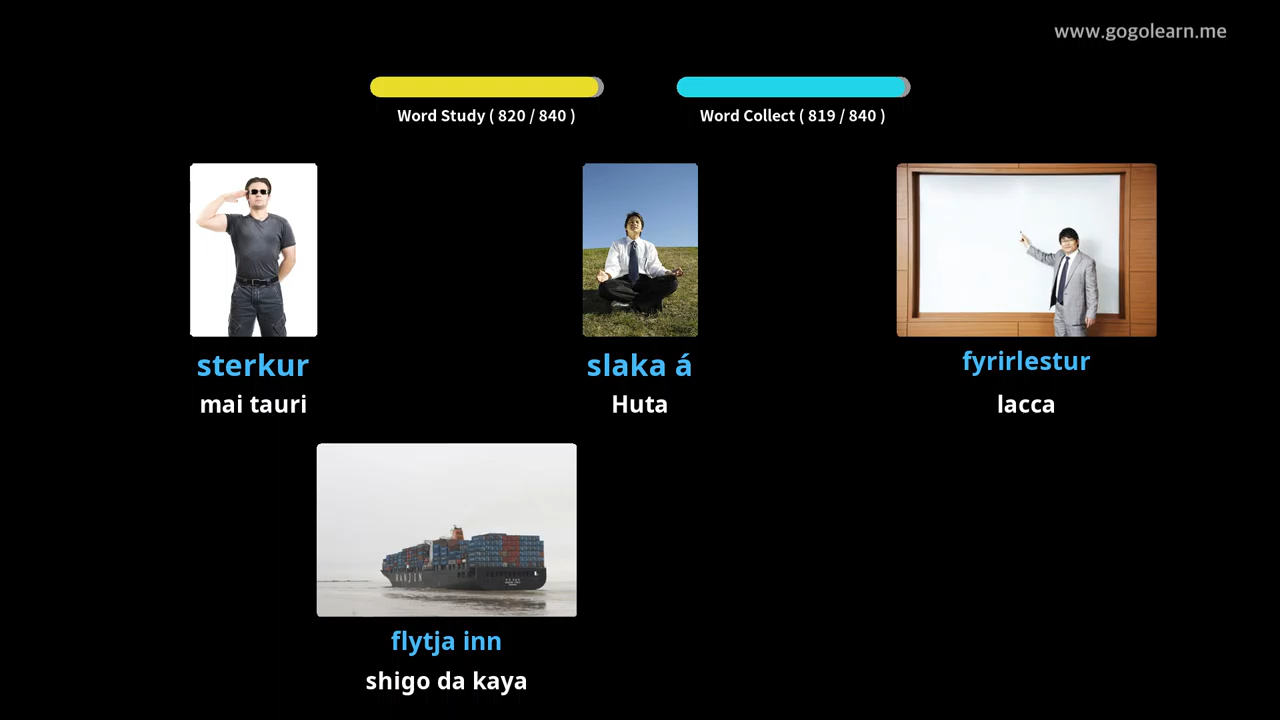 www.gogolearn.me
Word Study ( 820 / 840 )
Word Collect ( 819 / 840 )
sterkur
mai tauri
slaka á
Huta
fyrirlestur
lacca
HANJIN
flytja inn
shigo da kaya